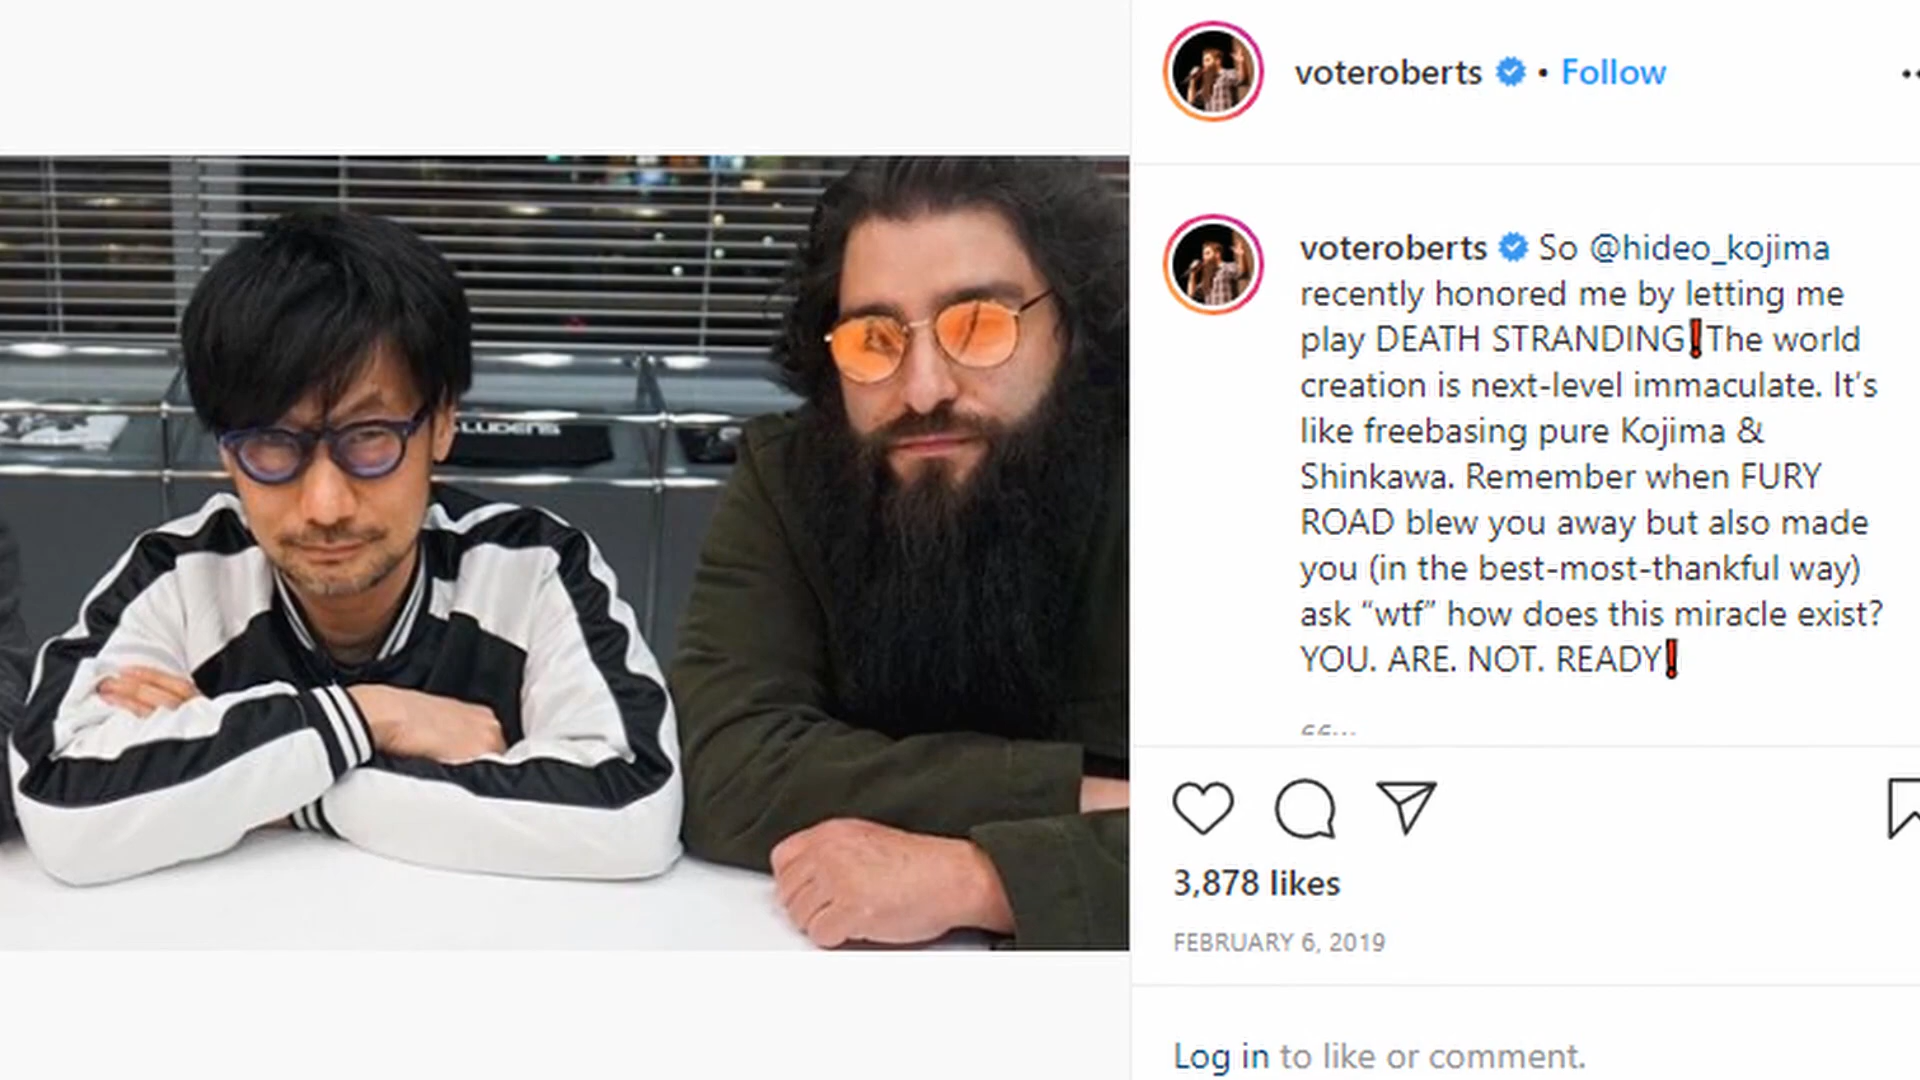 voteroberts • Follow
voteroberts So @hideo_kojima
recently honored me by letting me
play DEATH STRANDING❗The world
creation is next-level immaculate. It's
like freebasing pure Kojima &
Shinkawa. Remember when FURY
ROAD blew you away but also made
you (in the best-most-thankful way)
ask “wtf” how does this miracle exist?
YOU. ARE. NOT. READY❗
3,878 likes
FEBRUARY 6, 2019
Log in to like or comment.
LUDENS